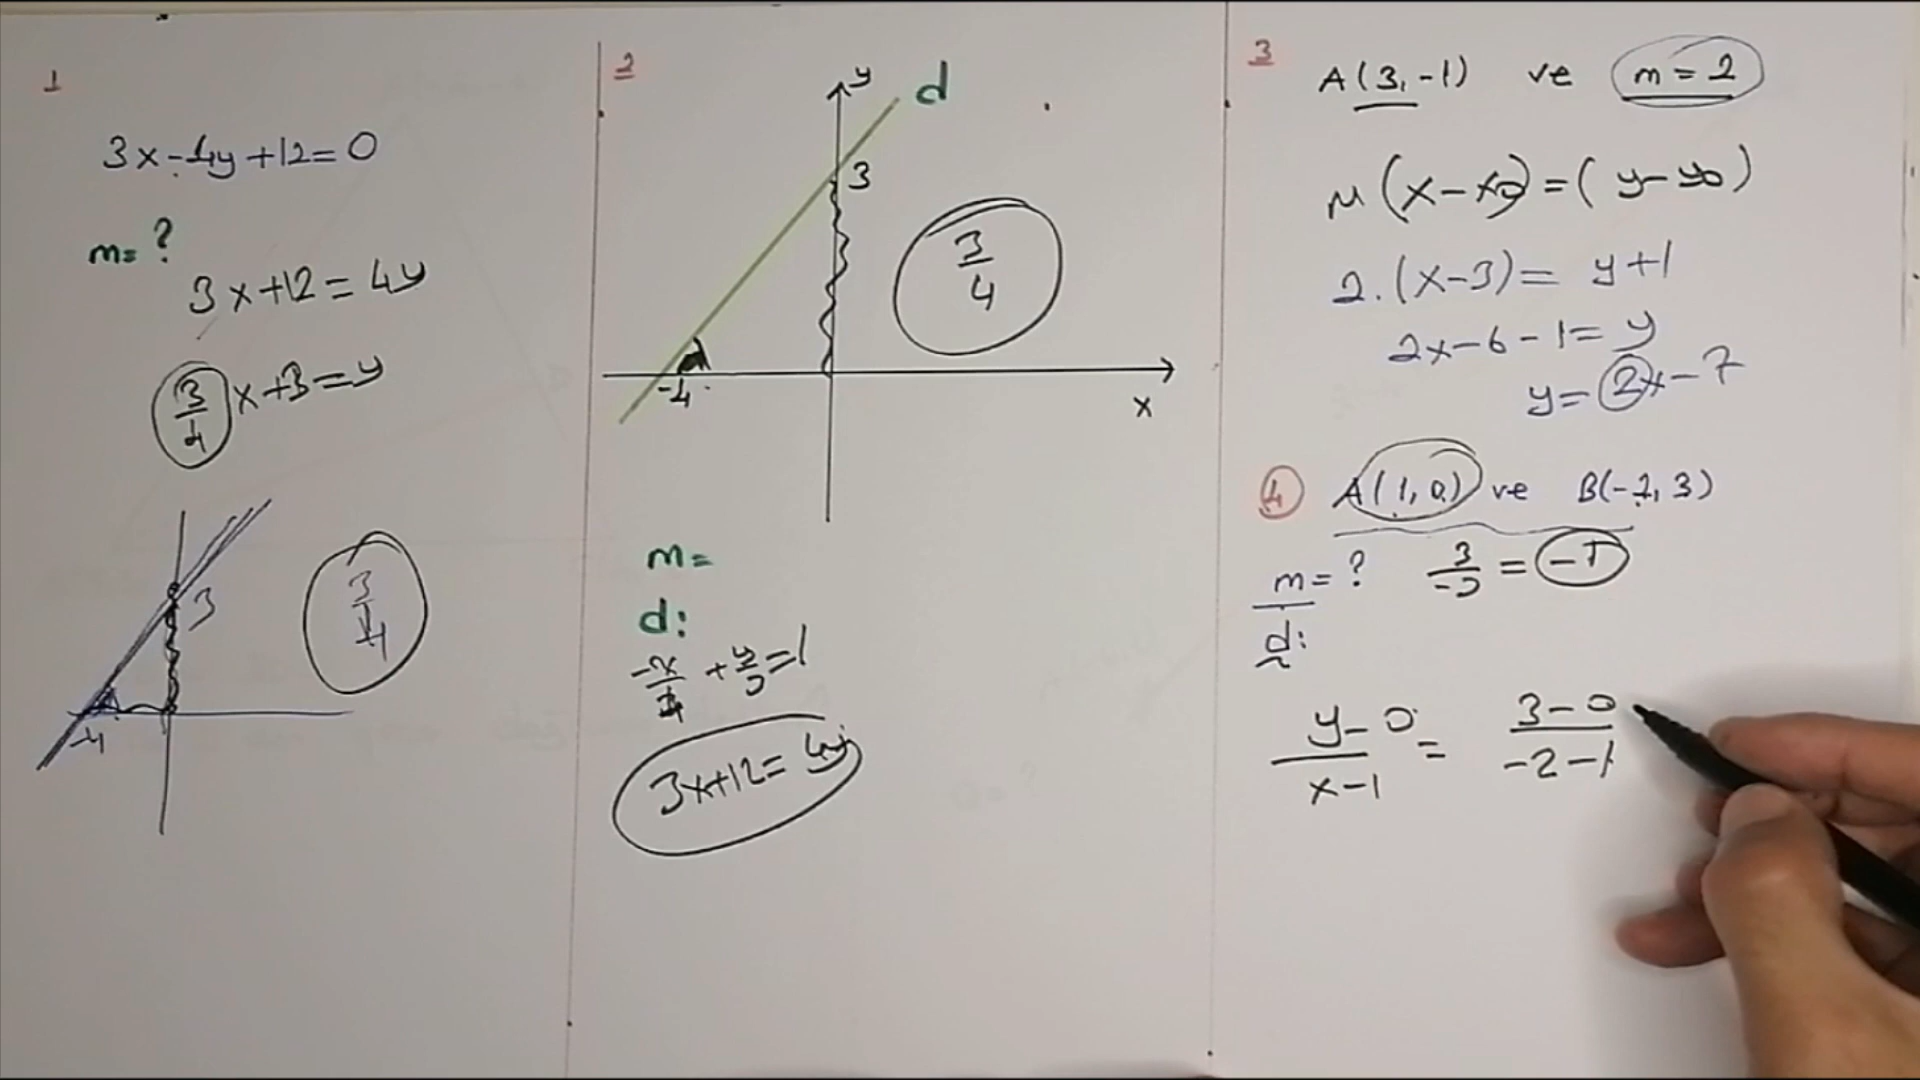 1
3x-4y+12=0
m= ?
3x+12=4y
3/4 x+3=y
3
3/4
-4
2
y
d
3
3/4
-4
x
m=
d:
-x/4 + y/3 = 1
3x+12=4y
3
A(3,-1) ve m=2
m(x-x0)=(y-y0)
2.(x-3)= y+1
2x-6-1=y
y=2x-7
4 A(1,0) ve B(-2,3)
m=? 3/-3 = -1
d:
y-0/x-1 = 3-0/-2-1